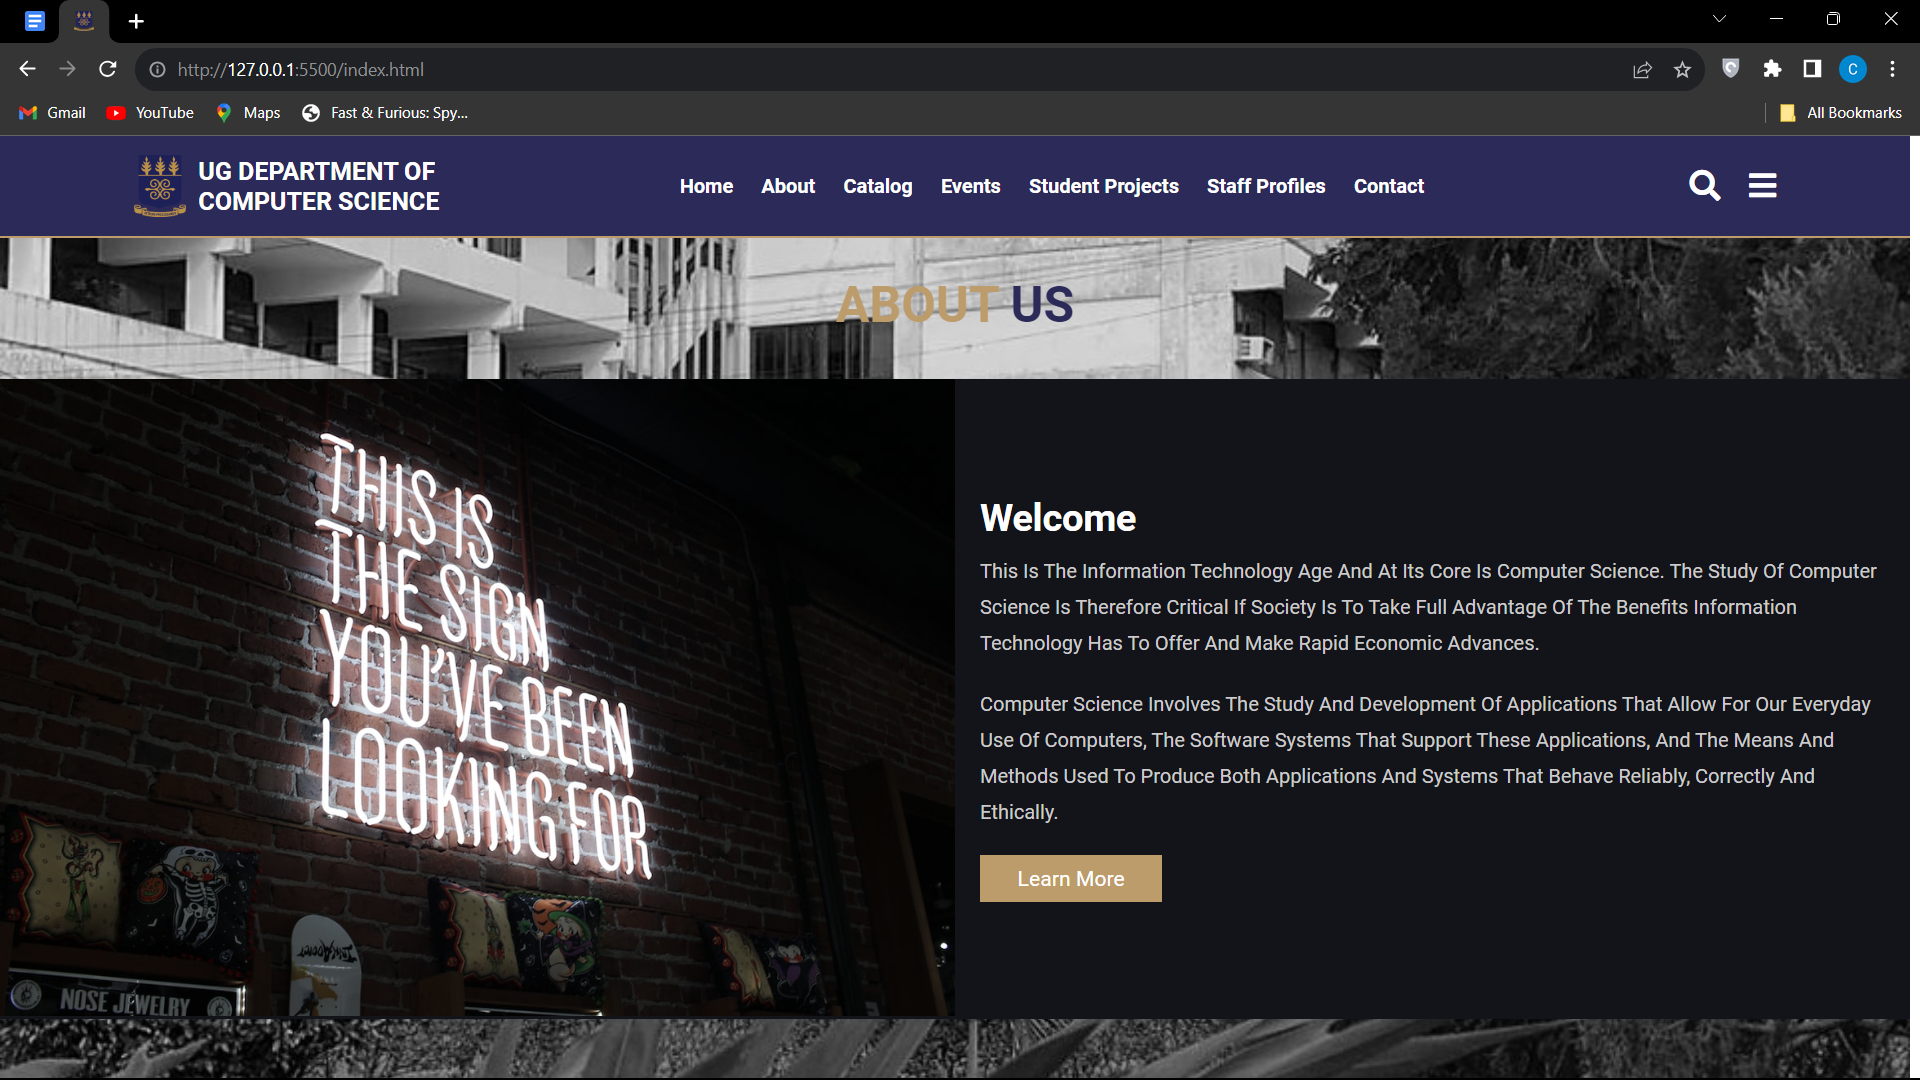 http://127.0.0.1:5500/index.html
C
Gmail
YouTube
Maps
Fast & Furious: Spy...
All Bookmarks
UG DEPARTMENT OF
COMPUTER SCIENCE
Home
About
Catalog
Events
Student Projects
Staff Profiles
Contact
ABOUT US
THIS IS
THE SIGN
YOU'VE BEEN
LOOKING FOR
NOSE JEWELRY
Welcome
This Is The Information Technology Age And At Its Core Is Computer Science. The Study Of Computer
Science Is Therefore Critical If Society Is To Take Full Advantage Of The Benefits Information
Technology Has To Offer And Make Rapid Economic Advances.
Computer Science Involves The Study And Development Of Applications That Allow For Our Everyday
Use Of Computers, The Software Systems That Support These Applications, And The Means And
Methods Used To Produce Both Applications And Systems That Behave Reliably, Correctly And
Ethically.
Learn More